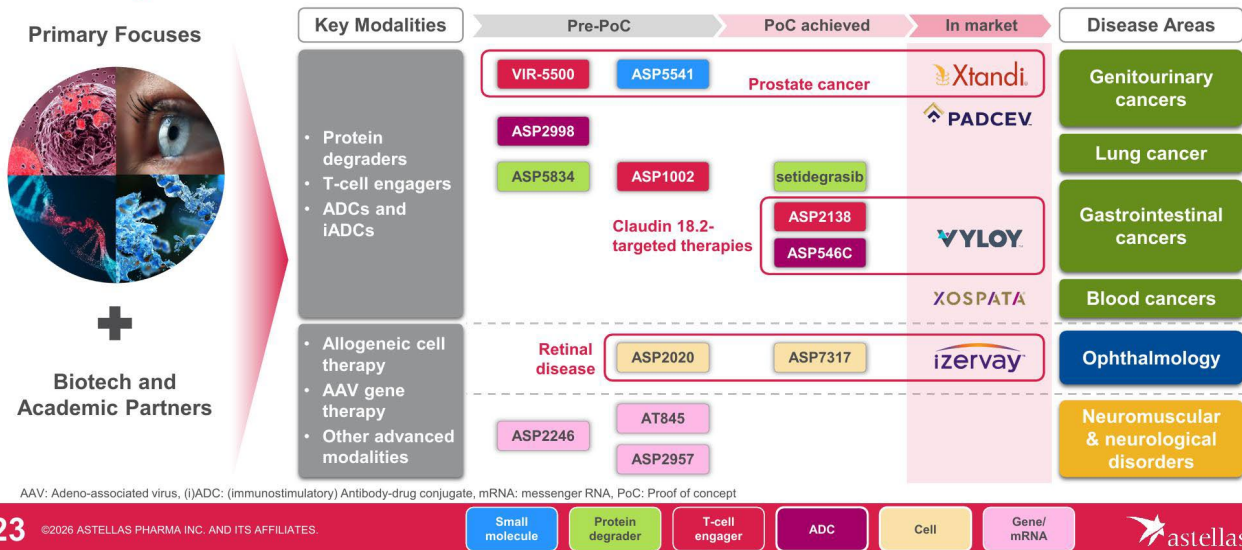 Primary Focuses
Biotech and
Academic Partners
Key Modalities
• Protein
degraders
• T-cell engagers
• ADCs and
iADCs
• Allogeneic cell
therapy
• AAV gene
therapy
• Other advanced
modalities
Pre-PoC
PoC achieved
In market
Disease Areas
VIR-5500
ASP5541
Prostate cancer
Xtandi
PADCEV
Genitourinary
cancers
ASP2998
Lung cancer
ASP5834
ASP1002
setidegrasib
Claudin 18.2-
targeted therapies
ASP2138
ASP546C
VYLOY
Gastrointestinal
cancers
XOSPATA
Blood cancers
Retinal
disease
ASP2020
ASP7317
izervay
Ophthalmology
ASP2246
AT845
ASP2957
Neuromuscular
& neurological
disorders
AAV: Adeno-associated virus, (i)ADC: (immunostimulatory) Antibody-drug conjugate, mRNA: messenger RNA, PoC: Proof of concept
23
©2026 ASTELLAS PHARMA INC. AND ITS AFFILIATES.
Small
molecule
Protein
degrader
T-cell
engager
ADC
Cell
Gene/
mRNA
astellas